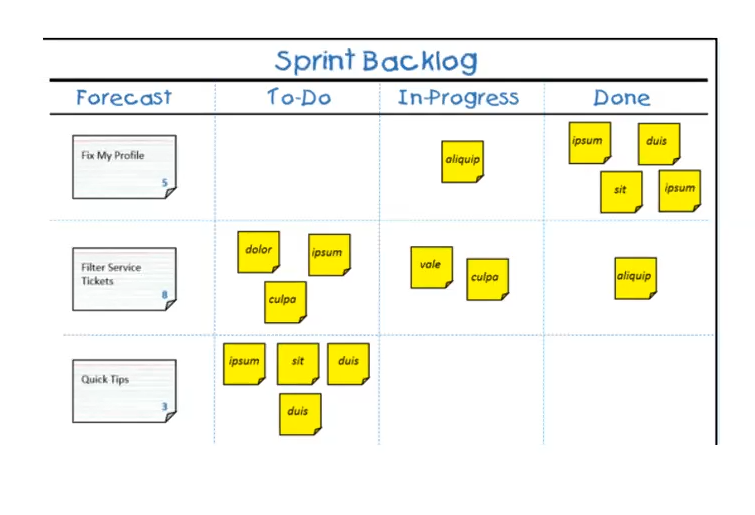 Sprint Backlog
Forecast To-Do In-Progress Done
Fix My Profile
5
aliquip
ipsum duis
sit ipsum
Filter Service
Tickets
8
dolor ipsum
culpa
vale culpa
aliquip
Quick Tips
3
ipsum sit duis
duis